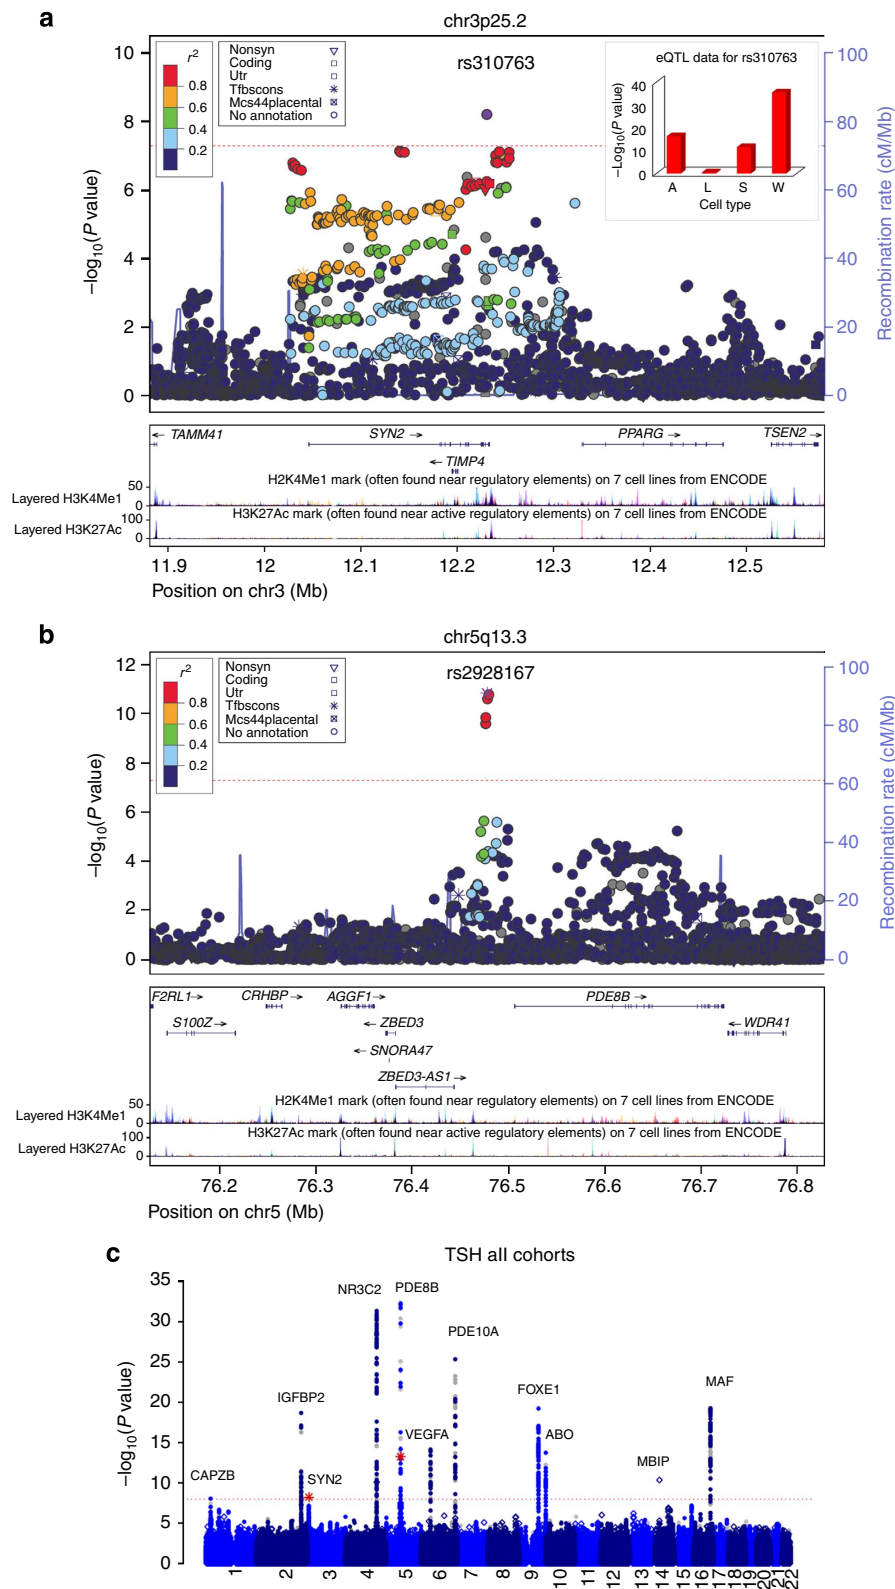 a
chr3p25.2
r²
0.8
0.6
0.4
0.2
Nonsyn
Coding
Utr
Tfbscons
Mcs44placental
No annotation
rs310763
eQTL data for rs310763
−Log₁₀(P value)
40
30
20
10
0
A L S W
Cell type
−log₁₀(P value)
10
8
6
4
2
0
Recombination rate (cM/Mb)
100
80
60
40
20
0
TAMM41 SYN2 PPARG TSEN2
TIMP4
H2K4Me1 mark (often found near regulatory elements) on 7 cell lines from ENCODE
Layered H3K4Me1
50
0
H3K27Ac mark (often found near active regulatory elements) on 7 cell lines from ENCODE
Layered H3K27Ac
100
0
11.9 12 12.1 12.2 12.3 12.4 12.5
Position on chr3 (Mb)
b
chr5q13.3
r²
0.8
0.6
0.4
0.2
Nonsyn
Coding
Utr
Tfbscons
Mcs44placental
No annotation
rs2928167
−log₁₀(P value)
12
10
8
6
4
2
0
Recombination rate (cM/Mb)
100
80
60
40
20
0
F2RL1 CRHBP AGGF1 PDE8B
S100Z ZBED3 WDR41
SNORA47
ZBED3-AS1
H2K4Me1 mark (often found near regulatory elements) on 7 cell lines from ENCODE
Layered H3K4Me1
50
0
H3K27Ac mark (often found near active regulatory elements) on 7 cell lines from ENCODE
Layered H3K27Ac
100
0
76.2 76.3 76.4 76.5 76.6 76.7 76.8
Position on chr5 (Mb)
c
TSH all cohorts
−log₁₀(P value)
35
30
25
20
15
10
5
0
NR3C2 PDE8B
PDE10A
IGFBP2 FOXE1 MAF
VEGFA ABO
CAPZB SYN2 MBIP
1 2 3 4 5 6 7 8 9 10 11 12 13 14 15 16 17 18 19 20 21 22